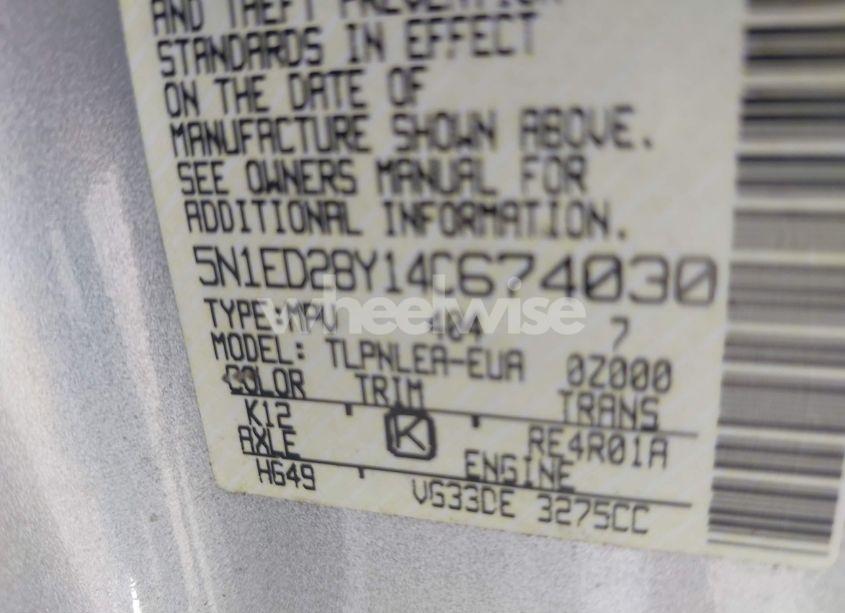 AND THEFT PREVENTION
STANDARDS IN EFFECT
ON THE DATE OF
MANUFACTURE SHOWN ABOVE.
SEE OWNERS MANUAL FOR
ADDITIONAL INFORMATION.
5N1ED28Y14C674030
TYPE:MPV 404 7
MODEL: TLPNLEA-EUA 0Z000
COLOR TRIM TRANS
K12 K RE4R01A
AXLE ENGINE
HG49 VG33DE 3275CC
wheelwise